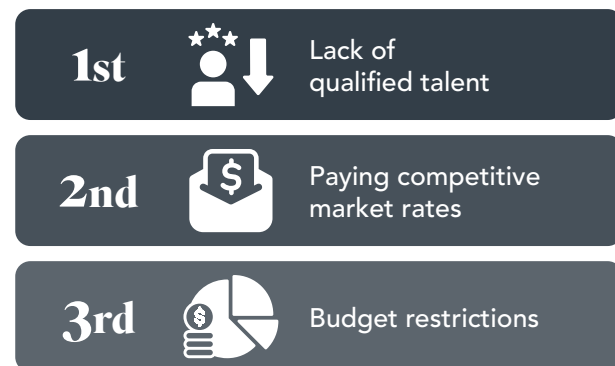 1st
Lack of
qualified talent
2nd
$
Paying competitive
market rates
3rd
$
Budget restrictions